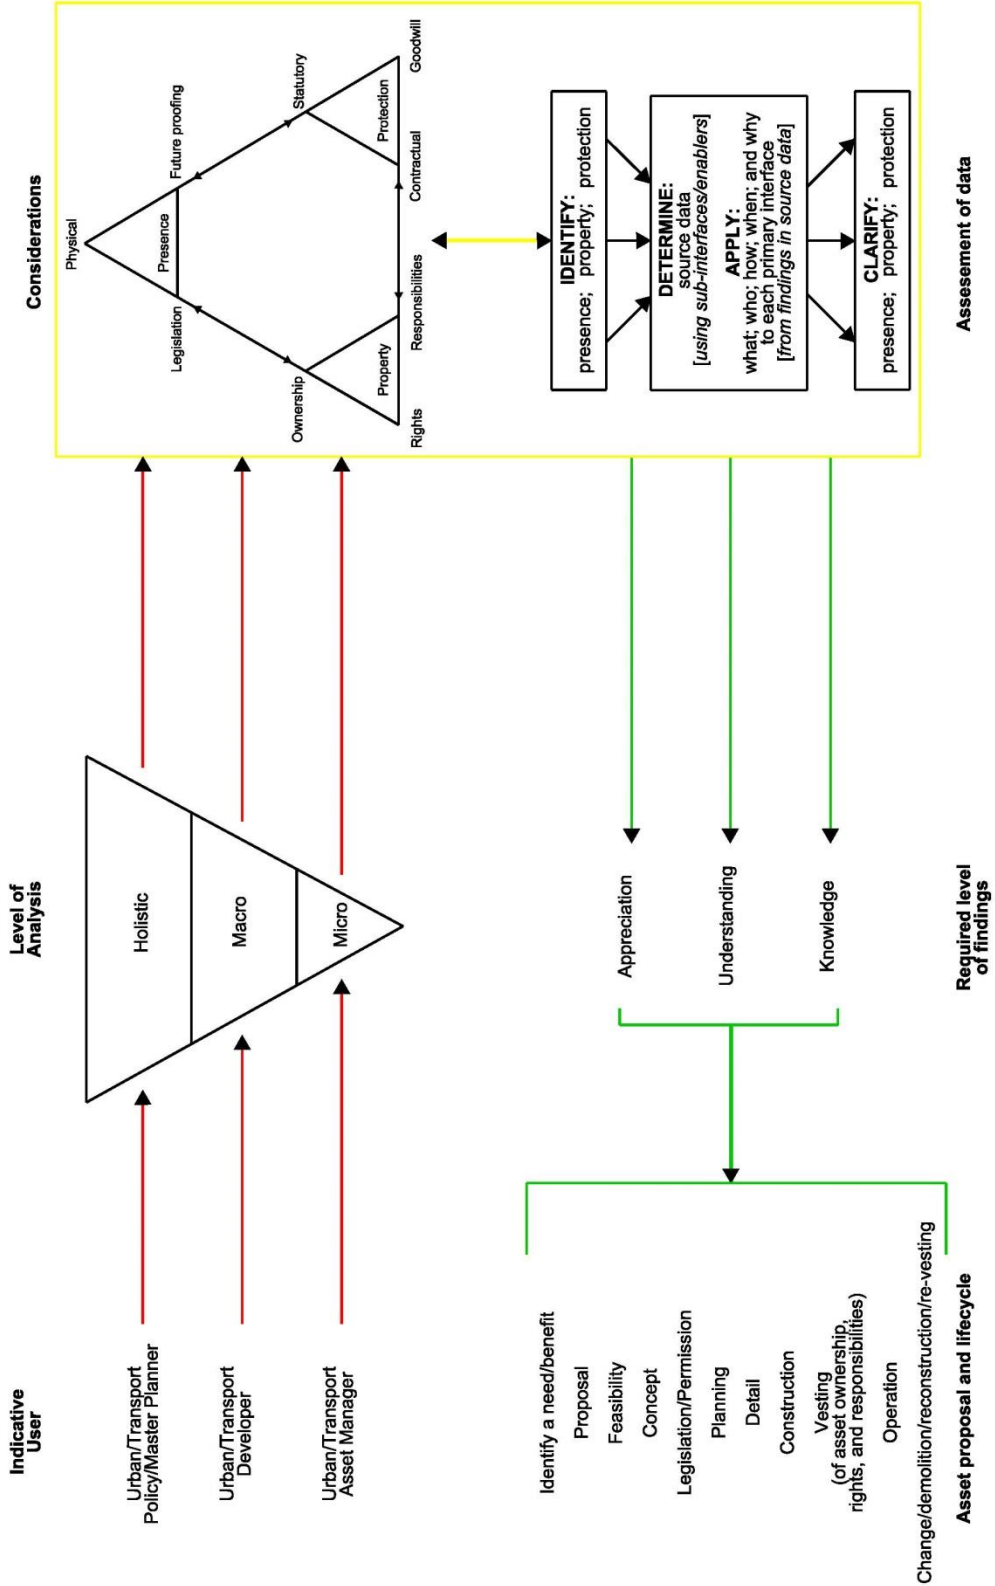 Indicative
User
Level of
Analysis
Considerations
Urban/Transport
Policy/Master Planner
Urban/Transport
Developer
Urban/Transport
Asset Manager
Holistic
Macro
Micro
Physical
Presence
Legislation
Future proofing
Ownership
Statutory
Property
Protection
Rights
Responsibilities
Contractual
Goodwill
IDENTIFY:
presence; property; protection
DETERMINE:
source data
[using sub-interfaces/enablers]
APPLY:
what; who; how; when; and why
to each primary interface
[from findings in source data]
CLARIFY:
presence; property; protection
Appreciation
Understanding
Knowledge
Identify a need/benefit
Proposal
Feasibility
Concept
Legislation/Permission
Planning
Detail
Construction
Vesting
(of asset ownership,
rights, and responsibilities)
Operation
Change/demolition/reconstruction/re-vesting
Asset proposal and lifecycle
Required level
of findings
Assessement of data